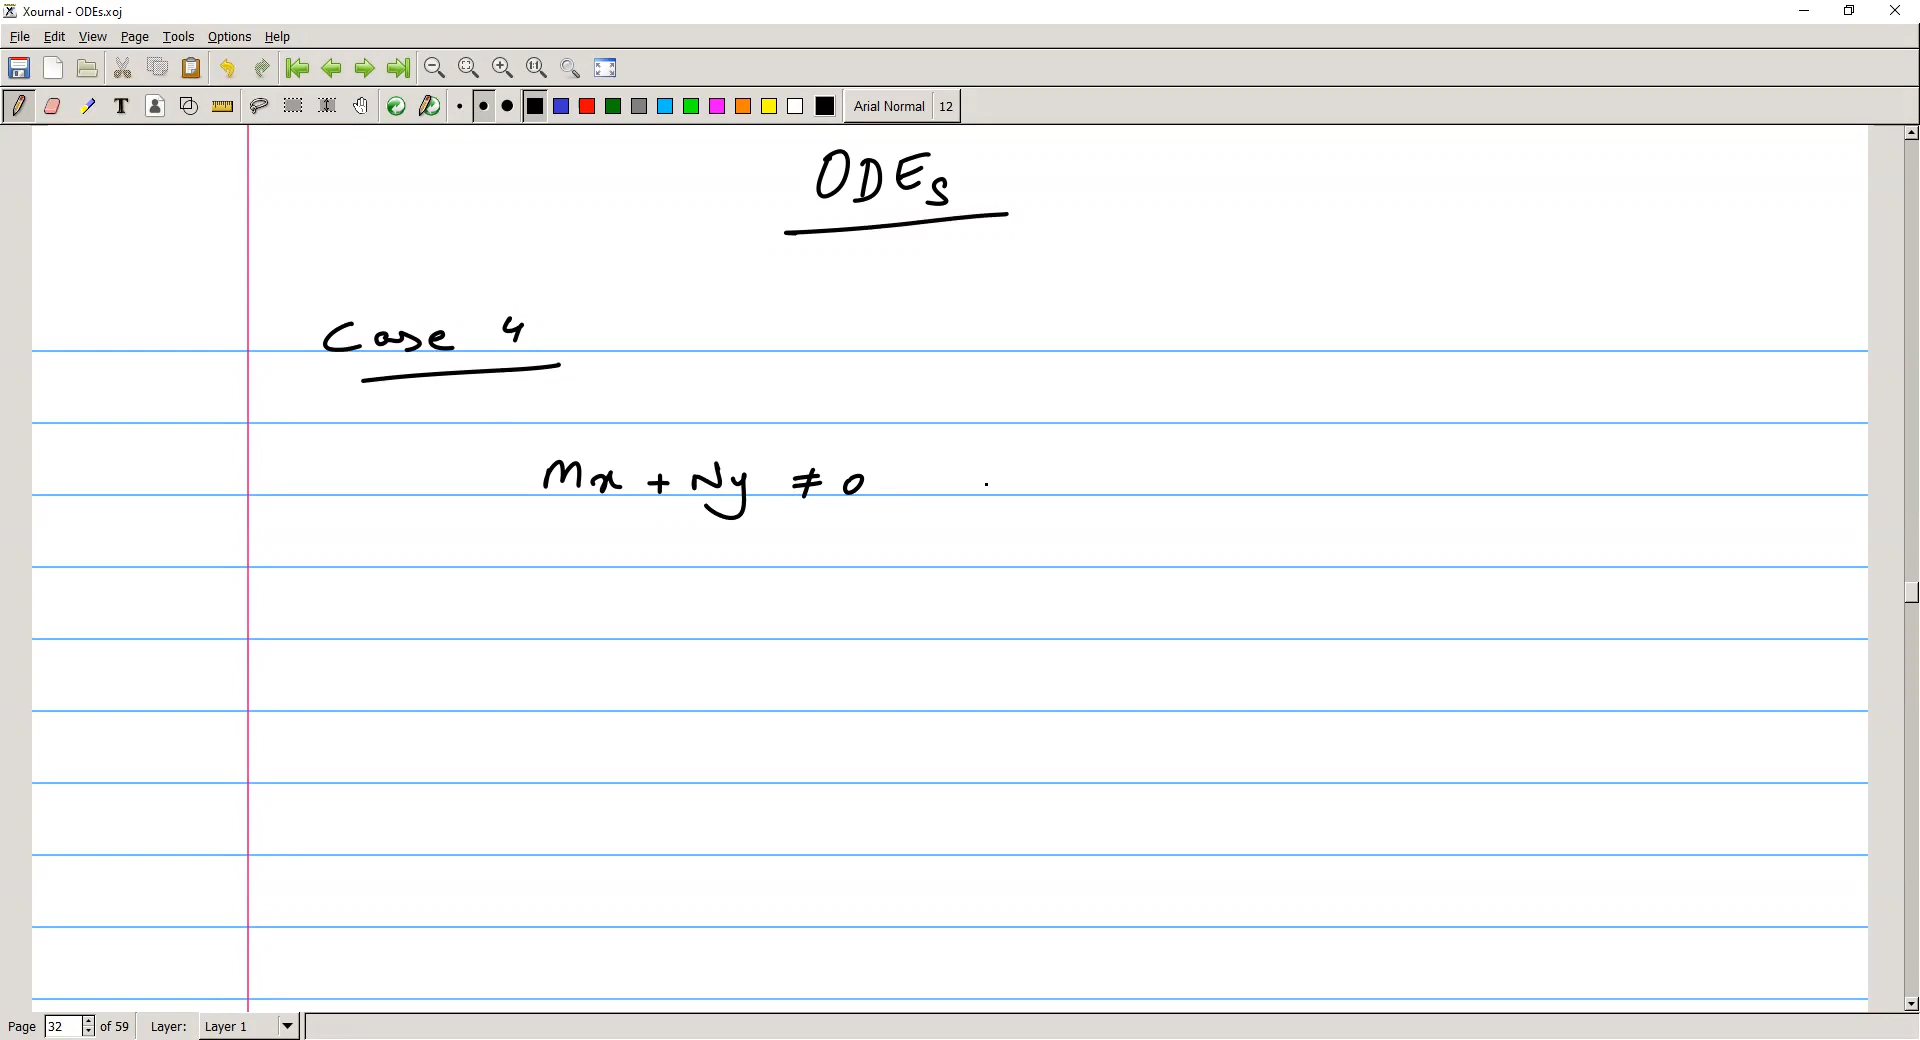 Xournal - ODEs.xoj
File Edit View Page Tools Options Help
T Arial Normal 12
ODEs
Case 4
Mx + Ny ≠ 0
Page 32 of 59 Layer: Layer 1